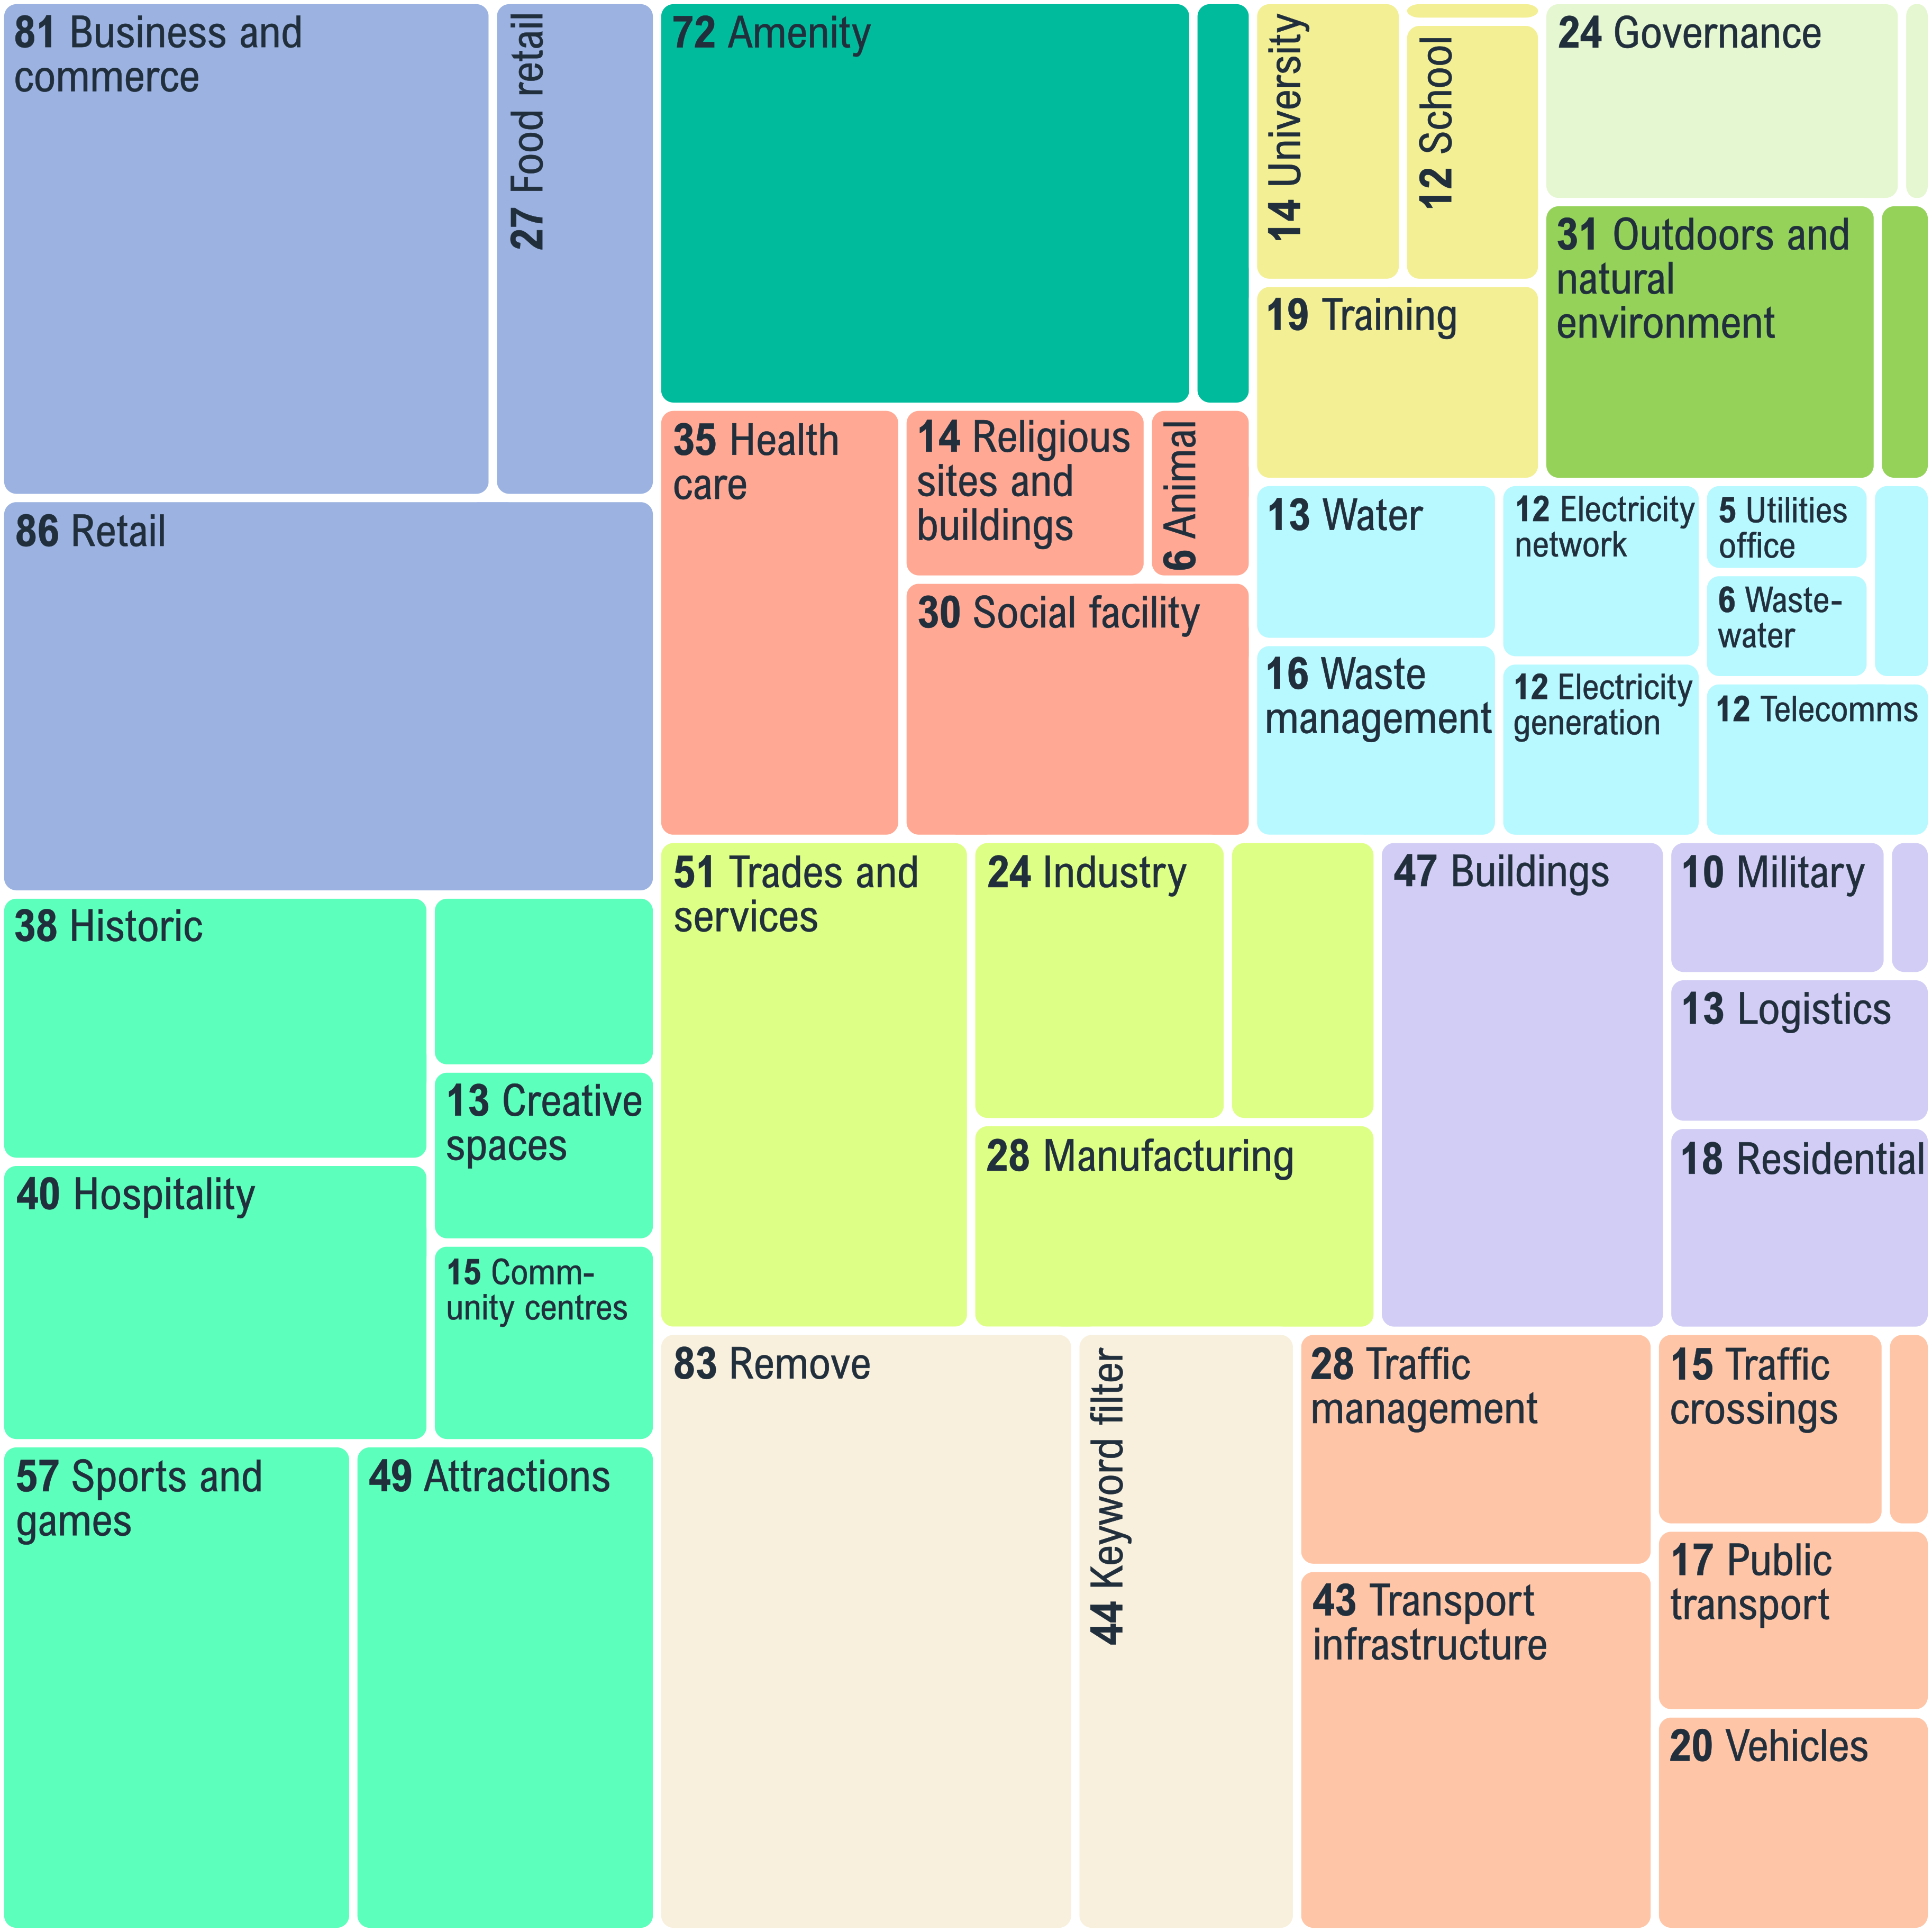 81 Business and
commerce
27 Food retail
86 Retail
38 Historic
13 Creative
spaces
40 Hospitality
15 Comm-
unity centres
57 Sports and
games
49 Attractions
72 Amenity
35 Health
care
14 Religious
sites and
buildings
6 Animal
30 Social facility
14 University
12 School
19 Training
24 Governance
31 Outdoors and
natural
environment
13 Water
12 Electricity
network
5 Utilities
office
6 Waste-
water
16 Waste
management
12 Electricity
generation
12 Telecomms
51 Trades and
services
24 Industry
28 Manufacturing
47 Buildings
10 Military
13 Logistics
18 Residential
83 Remove
44 Keyword filter
28 Traffic
management
15 Traffic
crossings
43 Transport
infrastructure
17 Public
transport
20 Vehicles